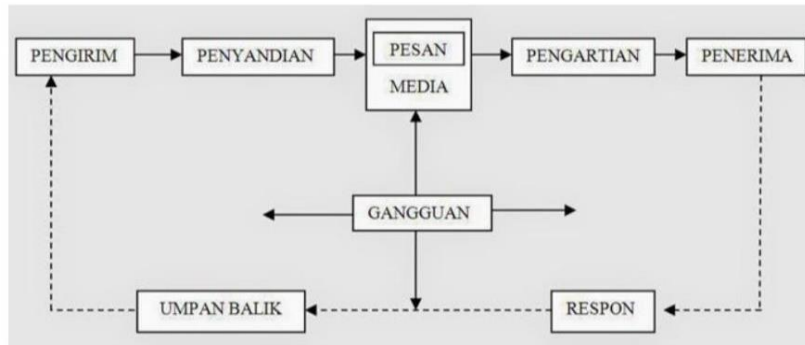 PENGIRIM
PENYANDIAN
PESAN
MEDIA
PENGARTIAN
PENERIMA
GANGGUAN
UMPAN BALIK
RESPON